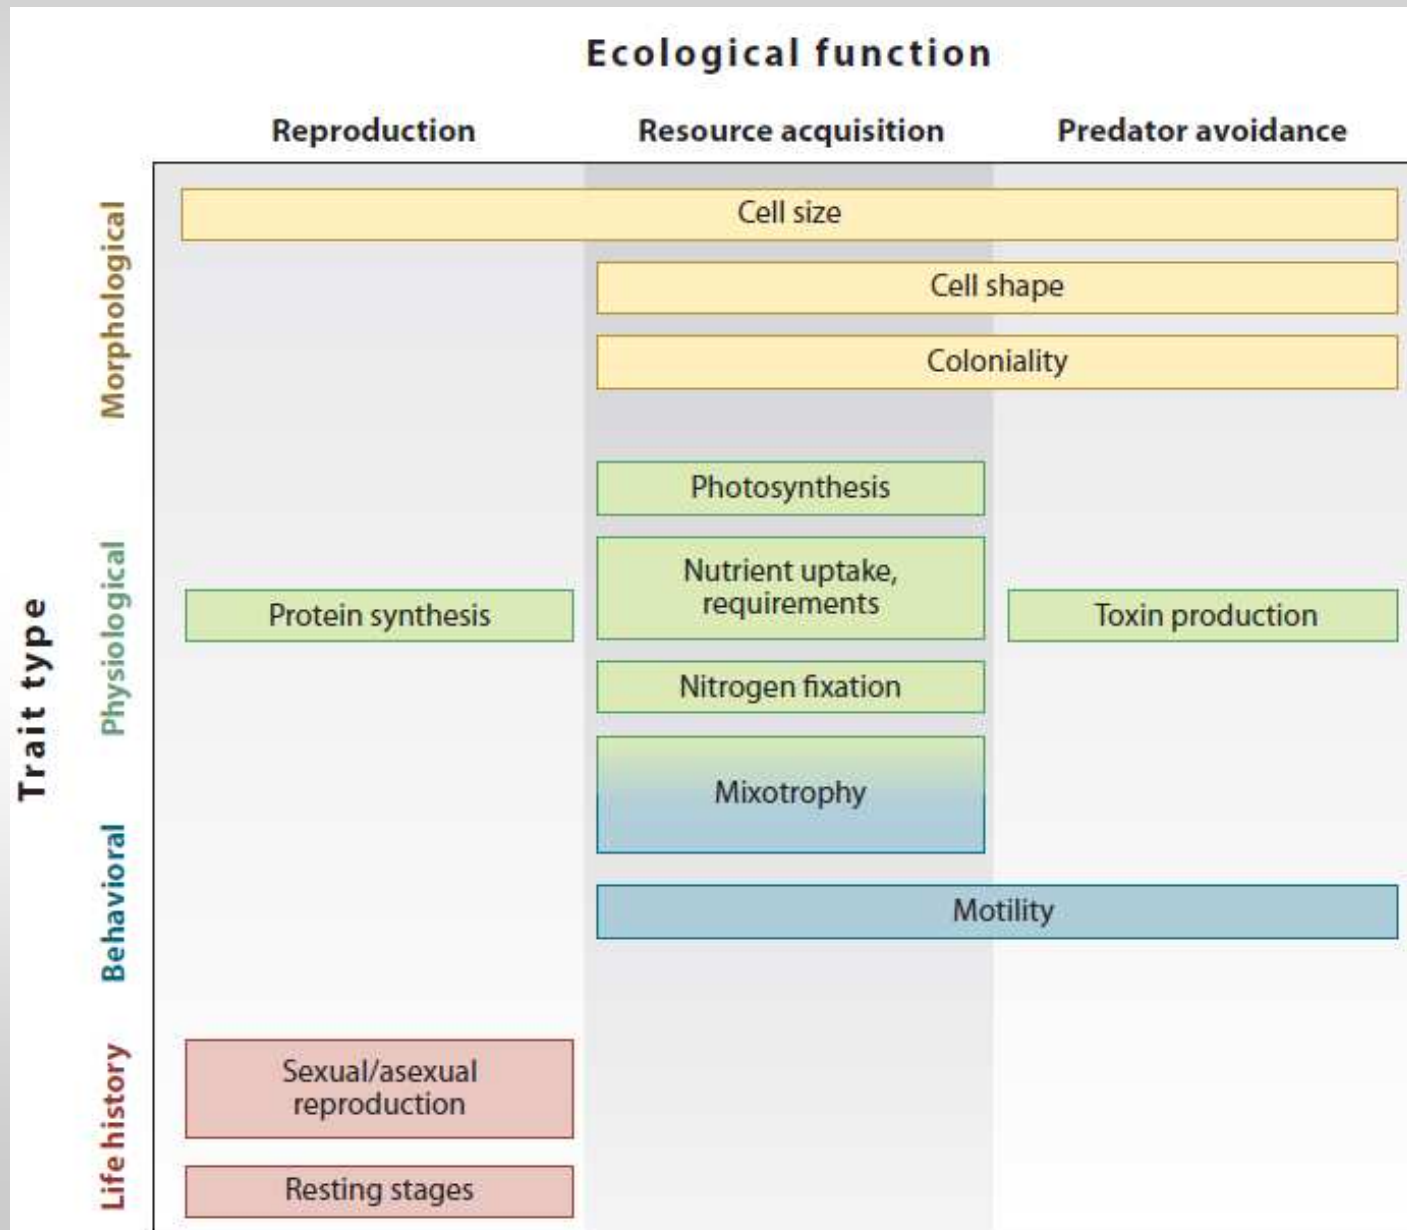 Ecological function
Reproduction
Resource acquisition
Predator avoidance
Trait type
Morphological
Cell size
Cell shape
Coloniality
Physiological
Photosynthesis
Nutrient uptake,
requirements
Protein synthesis
Toxin production
Nitrogen fixation
Mixotrophy
Behavioral
Motility
Life history
Sexual/asexual
reproduction
Resting stages